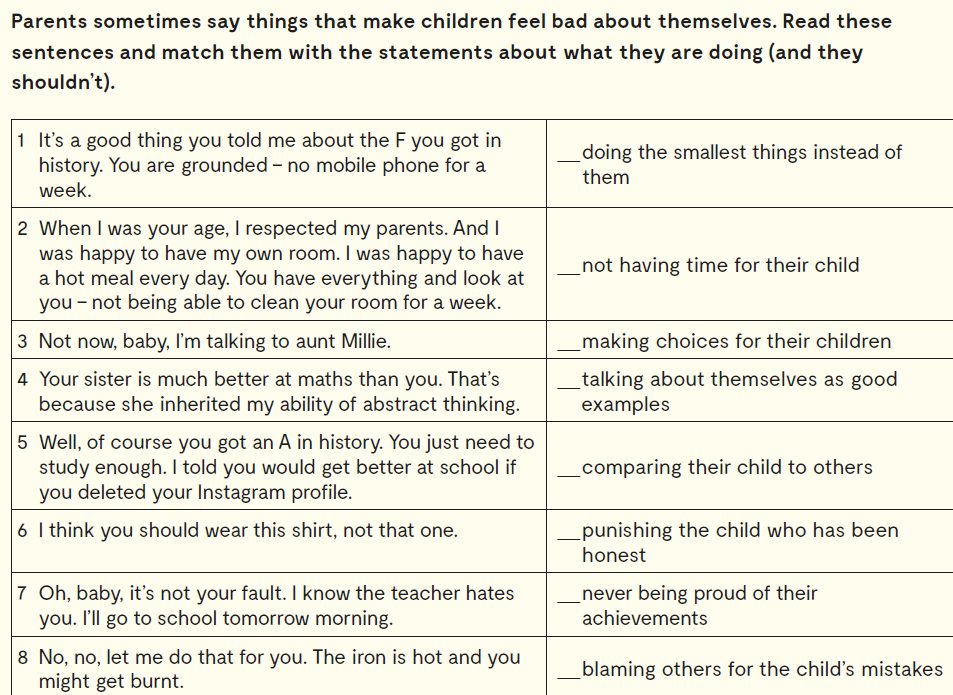 Parents sometimes say things that make children feel bad about themselves. Read these
sentences and match them with the statements about what they are doing (and they
shouldn't).
1 It's a good thing you told me about the F you got in
history. You are grounded – no mobile phone for a
week.
__doing the smallest things instead of
them
2 When I was your age, I respected my parents. And I
was happy to have my own room. I was happy to have
a hot meal every day. You have everything and look at
you – not being able to clean your room for a week.
__not having time for their child
3 Not now, baby, I'm talking to aunt Millie.
__making choices for their children
4 Your sister is much better at maths than you. That's
because she inherited my ability of abstract thinking.
__talking about themselves as good
examples
5 Well, of course you got an A in history. You just need to
study enough. I told you would get better at school if
you deleted your Instagram profile.
__comparing their child to others
6 I think you should wear this shirt, not that one.
__punishing the child who has been
honest
7 Oh, baby, it's not your fault. I know the teacher hates
you. I'll go to school tomorrow morning.
__never being proud of their
achievements
8 No, no, let me do that for you. The iron is hot and you
might get burnt.
__blaming others for the child's mistakes